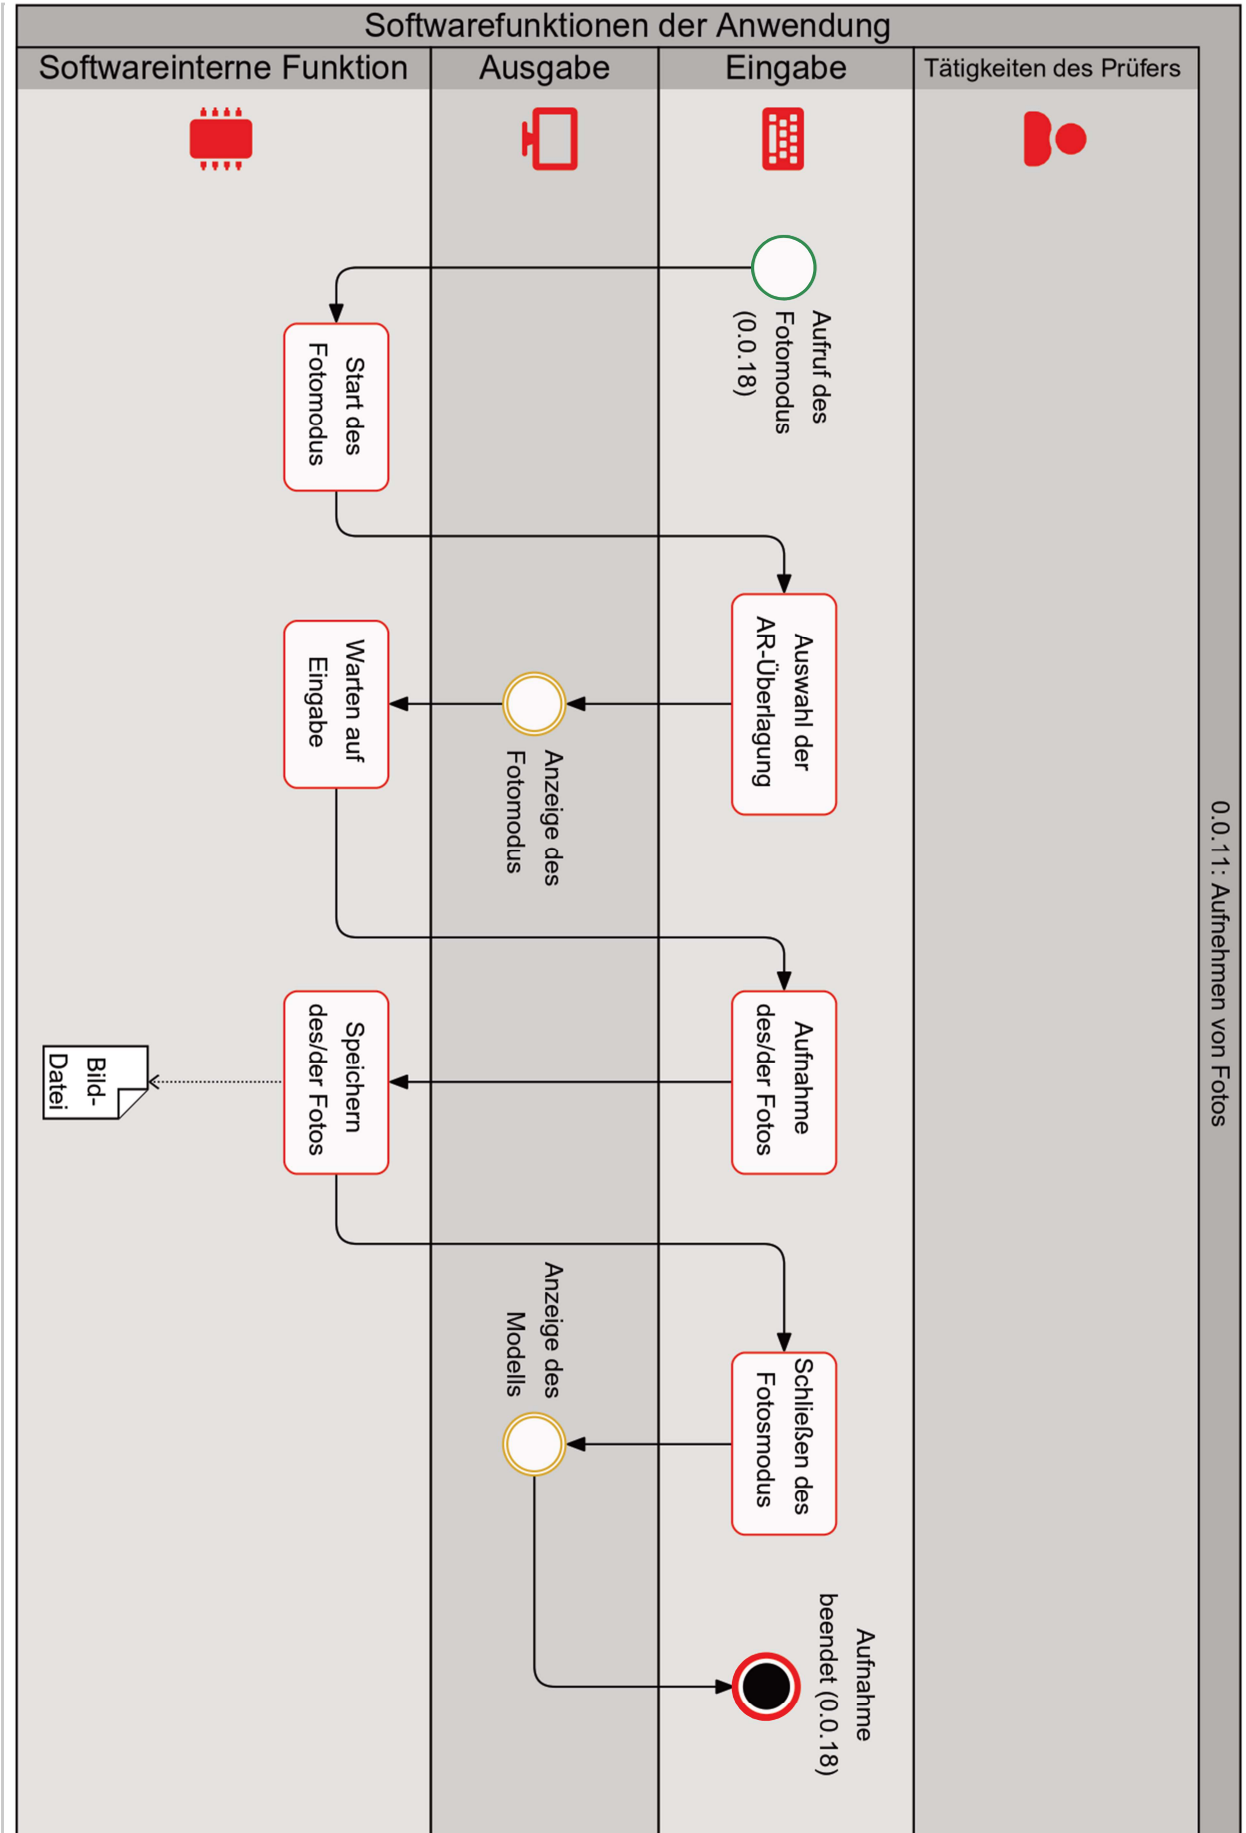 Softwarefunktionen der Anwendung
Softwareinterne Funktion
Ausgabe
Eingabe
Tätigkeiten des Prüfers
0.0.11: Aufnehmen von Fotos
Aufruf des
Fotomodus
(0.0.18)
Start des
Fotomodus
Auswahl der
AR-Überlagung
Anzeige des
Fotomodus
Warten auf
Eingabe
Aufnahme
des/der Fotos
Speichern
des/der Fotos
Bild-
Datei
Schließen des
Fotosmodus
Anzeige des
Modells
Aufnahme
beendet (0.0.18)